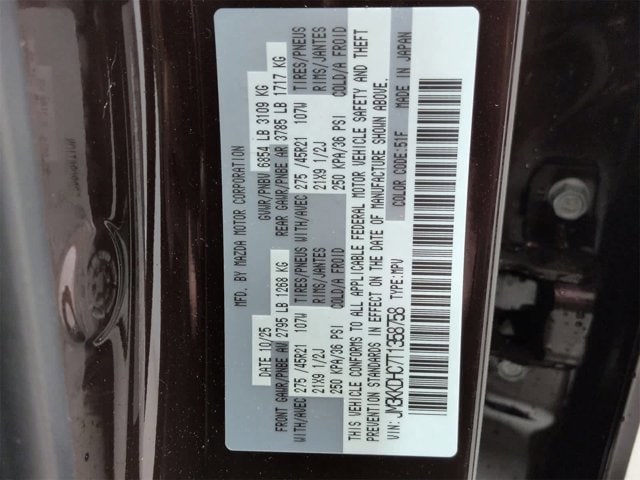 MFD. BY MAZDA MOTOR CORPORATION
DATE 10/25 GVWR/PNBV 6854 LB 3109 KG
FRONT GAWR/PNBE AV 2795 LB 1268 KG REAR GAWR/PNBE AR 3785 LB 1717 KG
WITH/AVEC 275 /45R21 107W TIRES/PNEUS WITH/AVEC 275 /45R21 107W TIRES/PNEUS
21X9 1/2J RIMS/JANTES 21X9 1/2J RIMS/JANTES
250 KPA/36 PSI COLD/A FROID 250 KPA/36 PSI COLD/A FROID
THIS VEHICLE CONFORMS TO ALL APPLICABLE FEDERAL MOTOR VEHICLE SAFETY AND THEFT
STANDARDS IN EFFECT ON THE DATE OF MANUFACTURE SHOWN ABOVE.
COLOR CODE:51F MADE IN JAPAN
VIN: JM3KKDHC7T1358758 TYPE:MPV